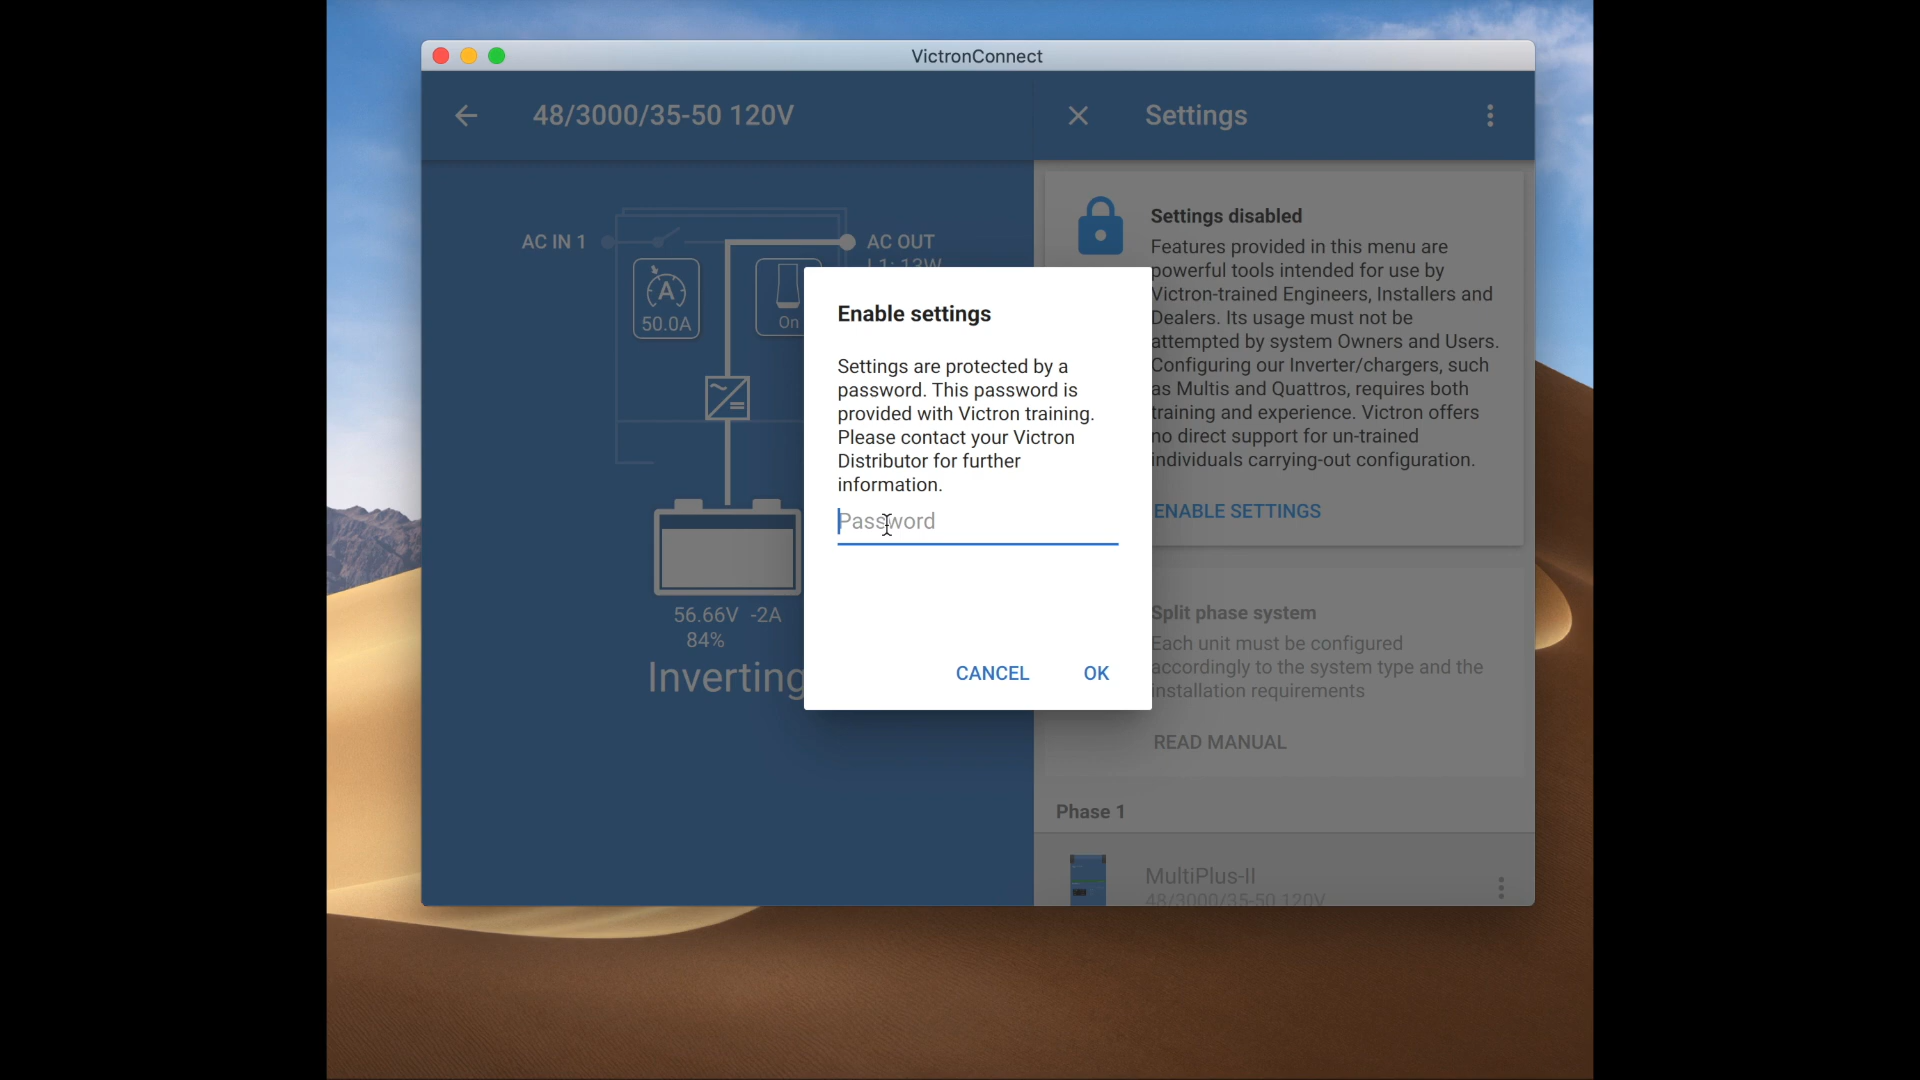 VictronConnect
48/3000/35-50 120V
Settings
AC IN 1
AC OUT
L1: 13W
50.0A
On
56.66V -2A
84%
Inverting
Enable settings
Settings are protected by a
password. This password is
provided with Victron training.
Please contact your Victron
Distributor for further
information.
Password
CANCEL
OK
Settings disabled
Features provided in this menu are
powerful tools intended for use by
Victron-trained Engineers, Installers and
Dealers. Its usage must not be
attempted by system Owners and Users.
Configuring our Inverter/chargers, such
as Multis and Quattros, requires both
training and experience. Victron offers
no direct support for un-trained
individuals carrying-out configuration.
ENABLE SETTINGS
Split phase system
Each unit must be configured
accordingly to the system type and the
installation requirements
READ MANUAL
Phase 1
MultiPlus-II
48/3000/35-50 120V